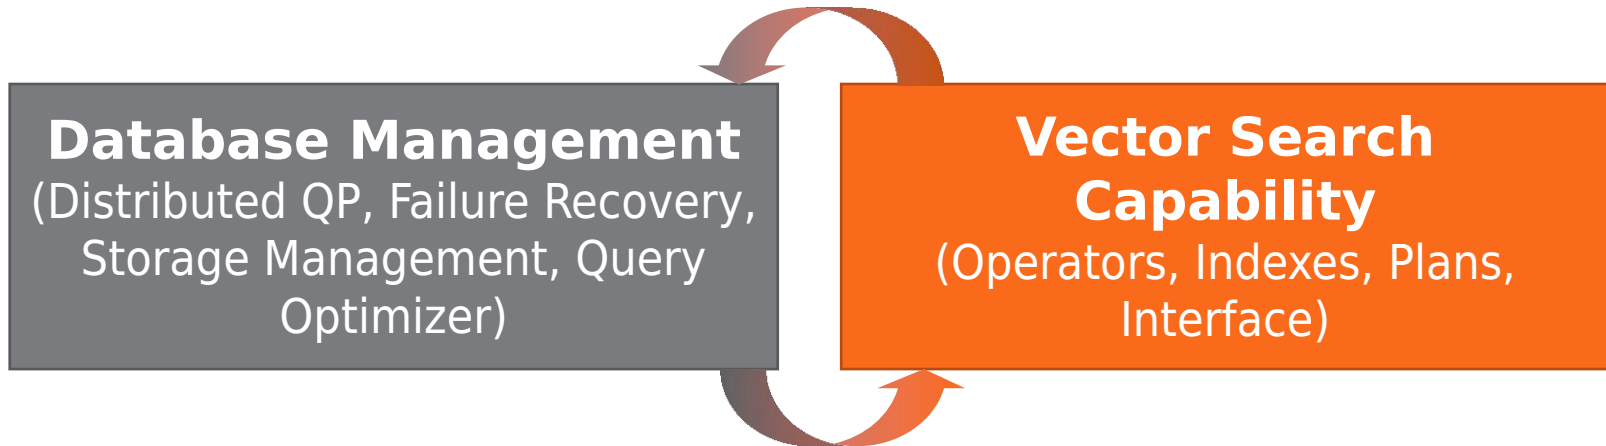 Database Management
(Distributed QP, Failure Recovery,
Storage Management, Query
Optimizer)
Vector Search
Capability
(Operators, Indexes, Plans,
Interface)